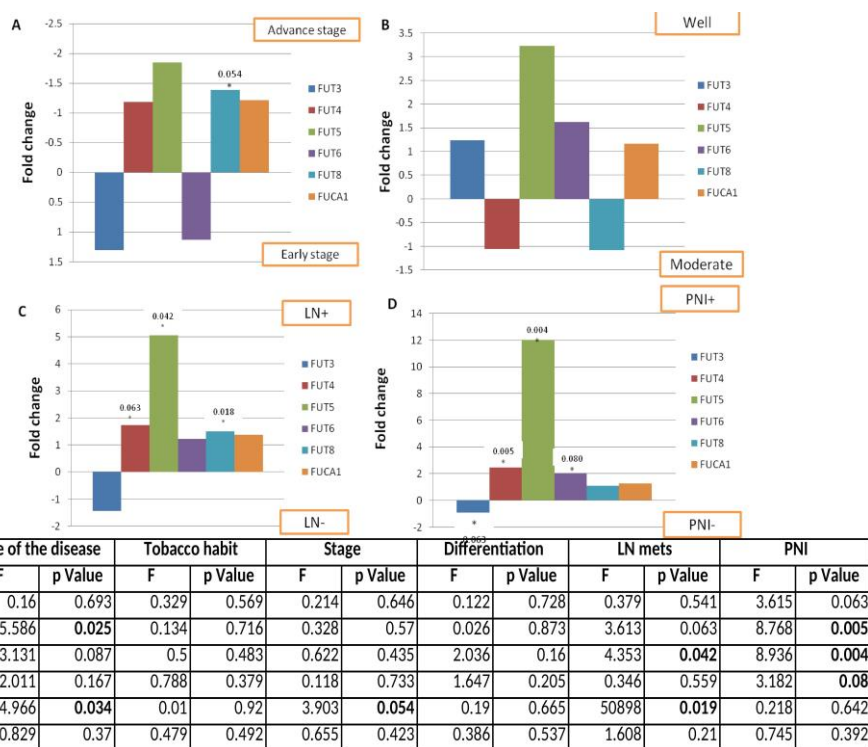 A
-2.5
-2
-1.5
-1
-0.5
0
0.5
1
1.5
Fold change
Advance stage
0.054
*
FUT3
FUT4
FUT5
FUT6
FUT8
FUCA1
Early stage
B
3.5
3
2.5
2
1.5
1
0.5
0
-0.5
-1
-1.5
Fold change
Well
FUT3
FUT4
FUT5
FUT6
FUT8
FUCA1
Moderate
C
6
5
4
3
2
1
0
-1
-2
Fold change
LN+
0.042
*
0.063
*
0.018
*
FUT3
FUT4
FUT5
FUT6
FUT8
FUCA1
LN-
D
14
12
10
8
6
4
2
0
-2
Fold change
PNI+
0.004
*
0.005
*
0.080
*
*
0.063
FUT3
FUT4
FUT5
FUT6
FUT8
FUCA1
PNI-
e of the disease Tobacco habit Stage Differentiation LN mets PNI
F p Value F p Value F p Value F p Value F p Value F p Value
0.16 0.693 0.329 0.569 0.214 0.646 0.122 0.728 0.379 0.541 3.615 0.063
5.586 0.025 0.134 0.716 0.328 0.57 0.026 0.873 3.613 0.063 8.768 0.005
3.131 0.087 0.5 0.483 0.622 0.435 2.036 0.16 4.353 0.042 8.936 0.004
2.011 0.167 0.788 0.379 0.118 0.733 1.647 0.205 0.346 0.559 3.182 0.08
4.966 0.034 0.01 0.92 3.903 0.054 0.19 0.665 50898 0.019 0.218 0.642
0.829 0.37 0.479 0.492 0.655 0.423 0.386 0.537 1.608 0.21 0.745 0.392